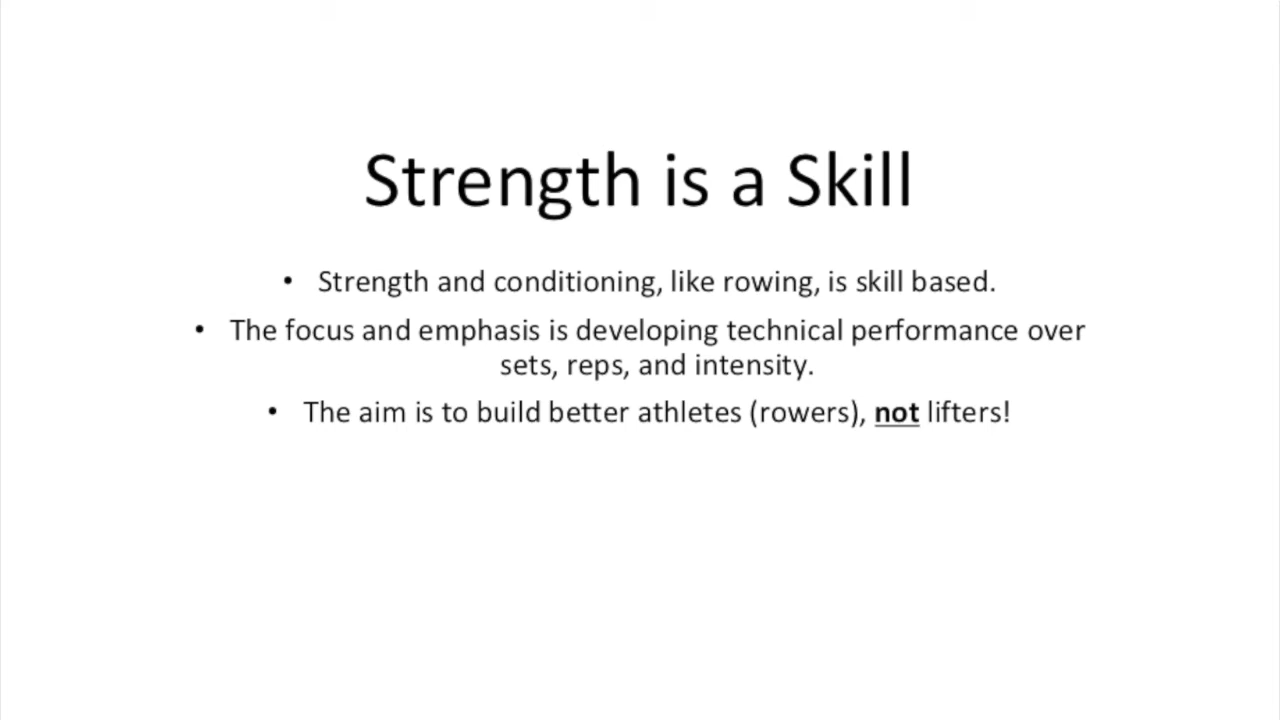 Strength is a Skill
• Strength and conditioning, like rowing, is skill based.
• The focus and emphasis is developing technical performance over
sets, reps, and intensity.
• The aim is to build better athletes (rowers), not lifters!